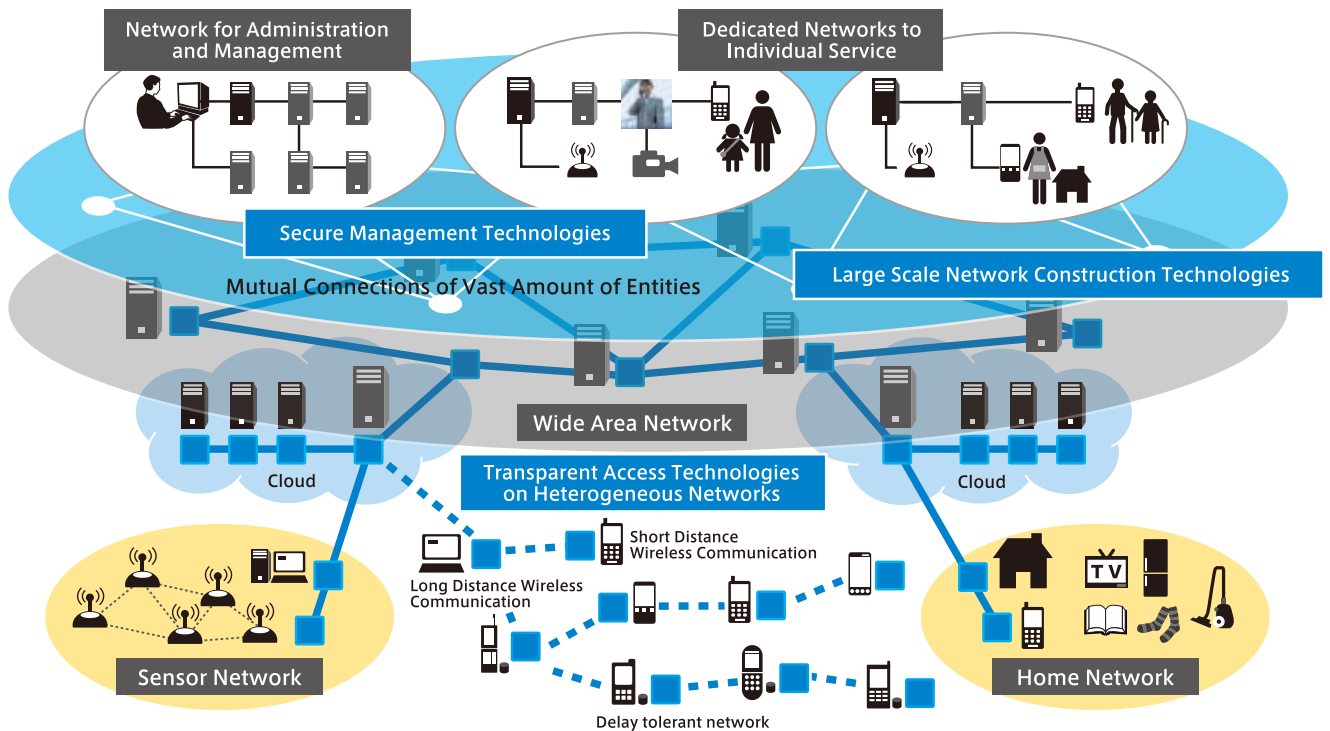 Network for Administration
and Management
Dedicated Networks to
Individual Service
Secure Management Technologies
Large Scale Network Construction Technologies
Mutual Connections of Vast Amount of Entities
Wide Area Network
Transparent Access Technologies
on Heterogeneous Networks
Cloud
Cloud
Short Distance
Wireless Communication
Long Distance Wireless
Communication
TV
Sensor Network
Home Network
Delay tolerant network